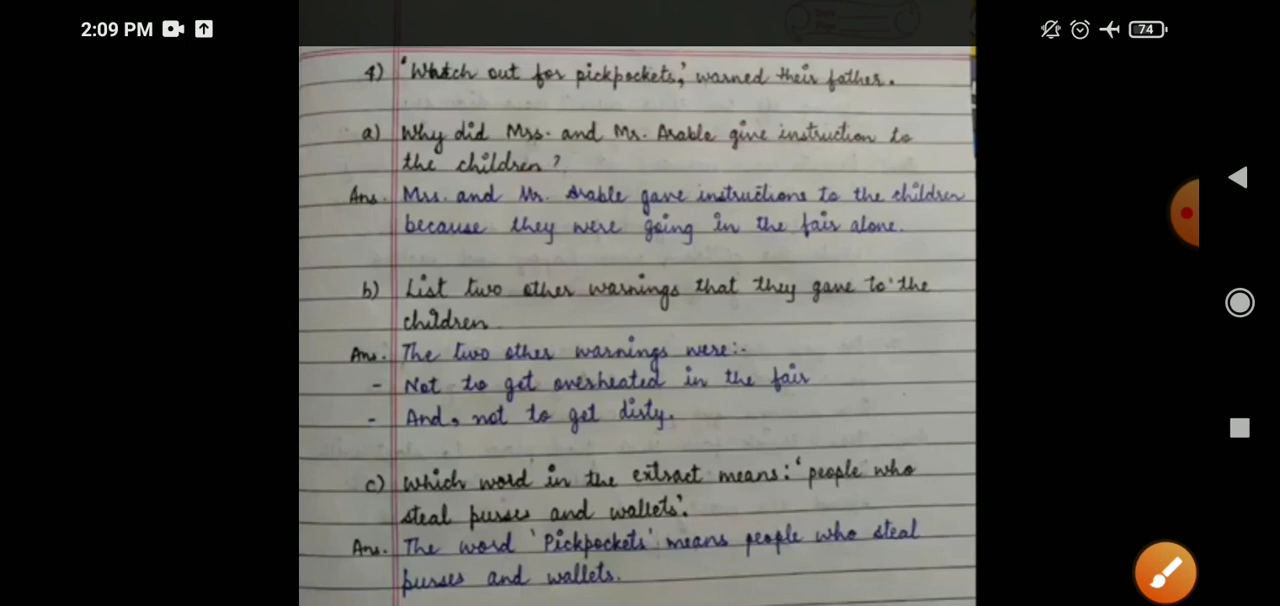 2:09 PM
74
4) 'Watch out for pickpockets,' warned their father.
a) Why did Mrs. and Mr. Arable give instruction to
the children?
Ans. Mrs. and Mr. Arable gave instructions to the children
because they were going in the fair alone.
b) List two other warnings that they gave to the
children.
Ans. The two other warnings were:-
- Not to get overheated in the fair
- And, not to get dirty.
c) Which word in the extract means: 'people who
steal purses and wallets'.
Ans. The word 'Pickpockets' means people who steal
purses and wallets.